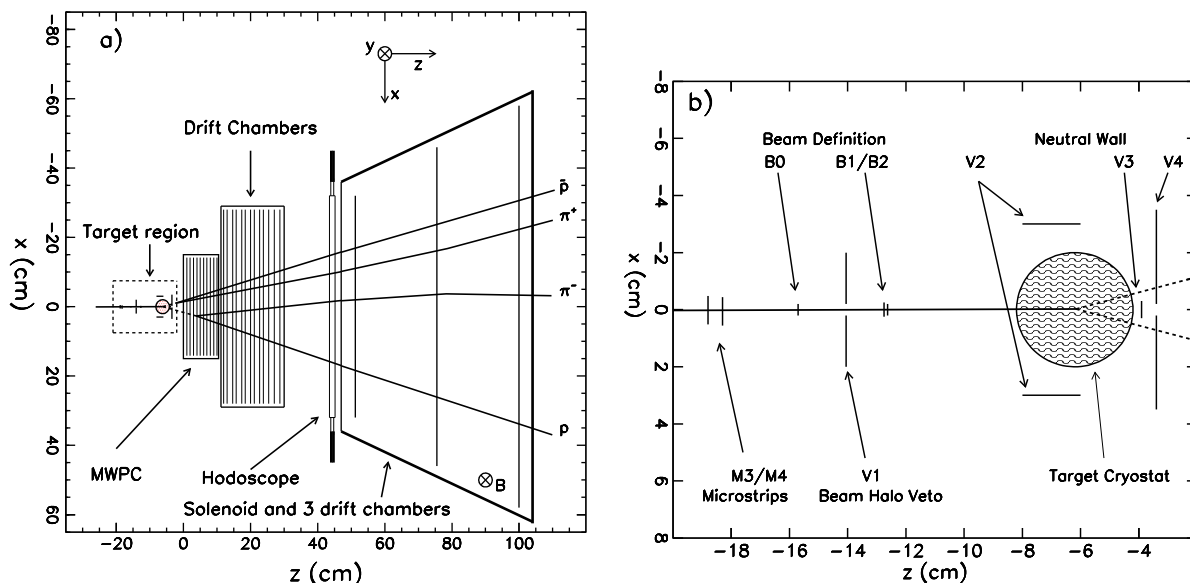 a)
y
z
x
Drift Chambers
Target region
p̄
π+
π−
p
MWPC
Hodoscope
Solenoid and 3 drift chambers
B
-80
-60
-40
-20
0
20
40
60
x (cm)
-20 0 20 40 60 80 100
z (cm)
b)
Beam Definition
Neutral Wall
B0 B1/B2 V2 V3 V4
M3/M4
Microstrips
V1
Beam Halo Veto
Target Cryostat
-8
-6
-4
-12
0
2
4
6
8
x (cm)
-18 -16 -14 -12 -10 -8 -6 -4
z (cm)